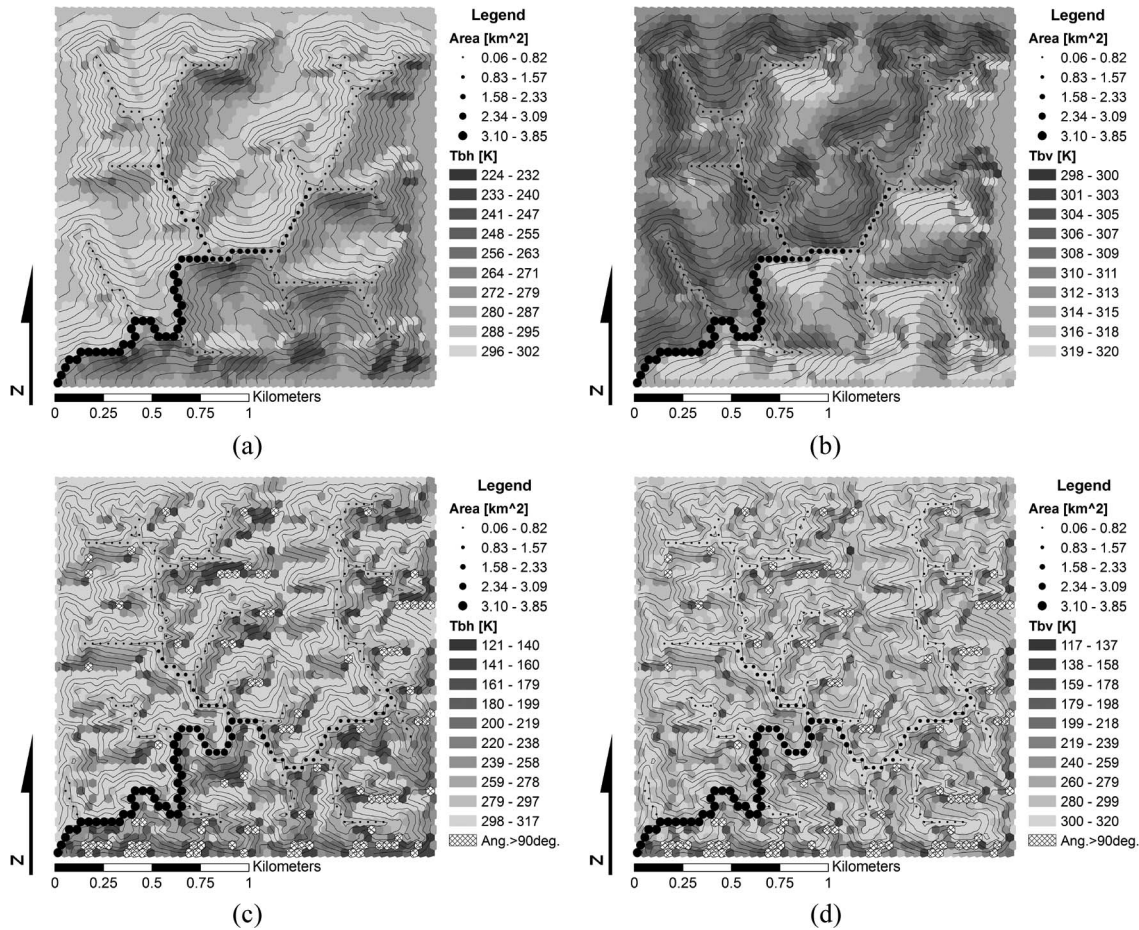 Legend
Area [km^2]
0.06 - 0.82
0.83 - 1.57
1.58 - 2.33
2.34 - 3.09
3.10 - 3.85
Tbh [K]
224 - 232
233 - 240
241 - 247
248 - 255
256 - 263
264 - 271
272 - 279
280 - 287
288 - 295
296 - 302
N
Kilometers
0 0.25 0.5 0.75 1
(a)
Legend
Area [km^2]
0.06 - 0.82
0.83 - 1.57
1.58 - 2.33
2.34 - 3.09
3.10 - 3.85
Tbv [K]
298 - 300
301 - 303
304 - 305
306 - 307
308 - 309
310 - 311
312 - 313
314 - 315
316 - 318
319 - 320
N
Kilometers
0 0.25 0.5 0.75 1
(b)
Legend
Area [km^2]
0.06 - 0.82
0.83 - 1.57
1.58 - 2.33
2.34 - 3.09
3.10 - 3.85
Tbh [K]
121 - 140
141 - 160
161 - 179
180 - 199
200 - 219
220 - 238
239 - 258
259 - 278
279 - 297
298 - 317
Ang.>90deg.
N
Kilometers
0 0.25 0.5 0.75 1
(c)
Legend
Area [km^2]
0.06 - 0.82
0.83 - 1.57
1.58 - 2.33
2.34 - 3.09
3.10 - 3.85
Tbv [K]
117 - 137
138 - 158
159 - 178
179 - 198
199 - 218
219 - 239
240 - 259
260 - 279
280 - 299
300 - 320
Ang.>90deg.
N
Kilometers
0 0.25 0.5 0.75 1
(d)